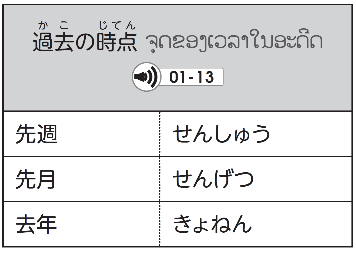 かこ じてん
過去の時点 ຈຸດຂອງເວລາໃນອະດີດ
01-13
先週 せんしゅう
先月 せんげつ
去年 きょねん